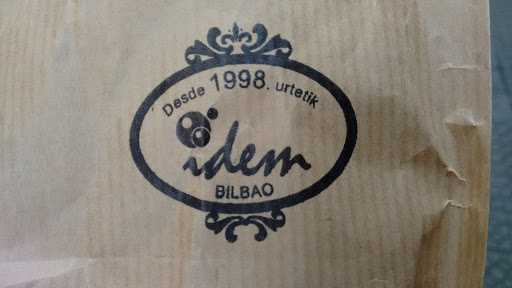 Desde 1998. urtetik
idem
BILBAO